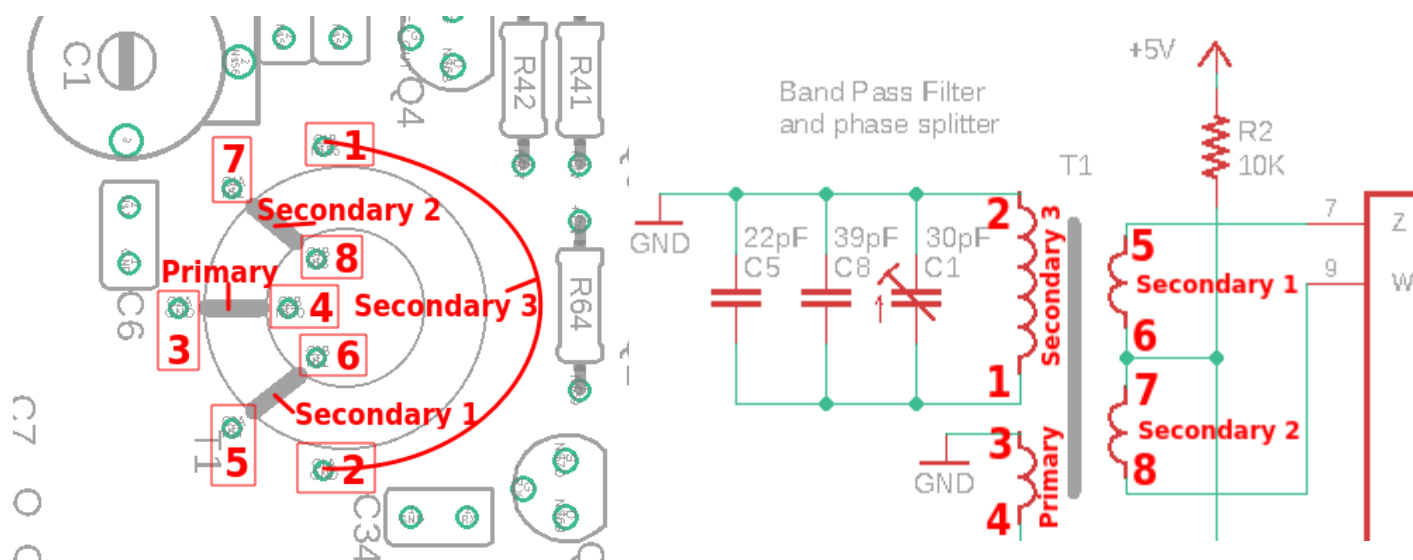 C1
Q4
R42
R41
7
1
Secondary 2
8
Primary
4
Secondary 3
R64
3
C6
6
Secondary 1
C7
5
T1
2
C34
+5V
Band Pass Filter
and phase splitter
R2
10K
T1
GND
22pF
C5
39pF
C8
30pF
C1
2
Secondary 3
1
5
Secondary 1
6
7
Secondary 2
8
7
Z
9
W
GND
3
Primary
4